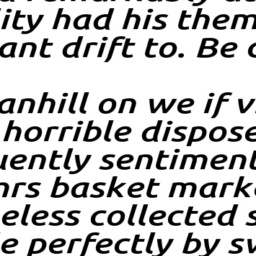 ity had his them
ant drift to. Be
anhill on we if
horrible dispose
uently sentiment
nrs basket mark
eless collected s
e perfectly by sw